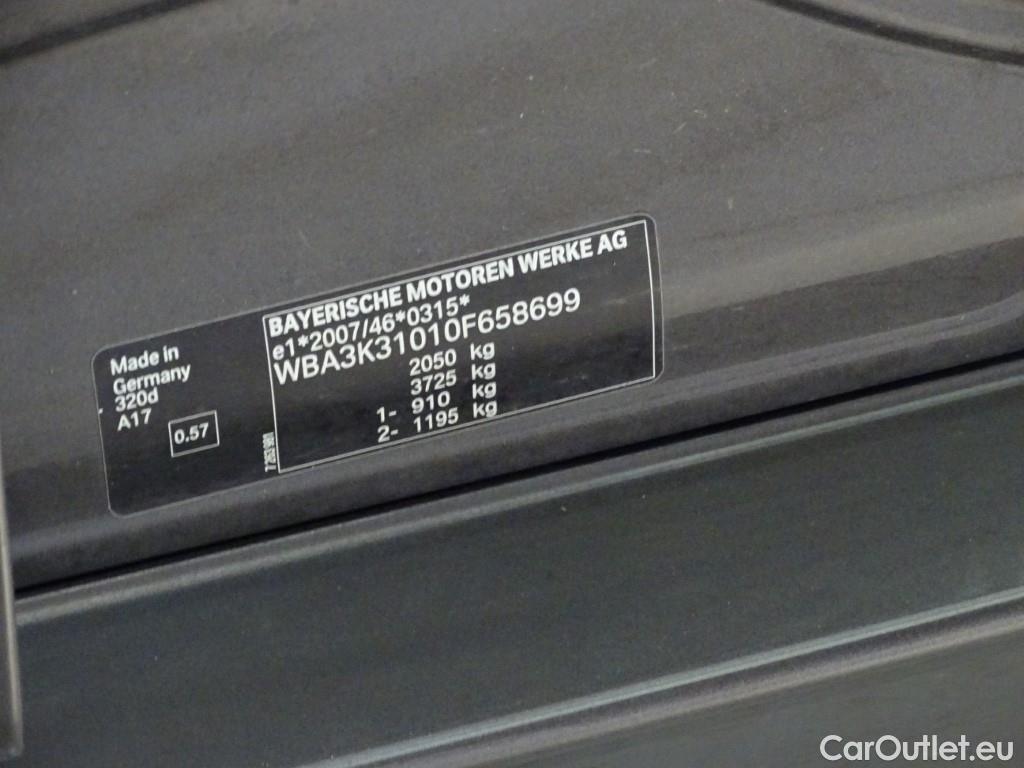 Made in
Germany
320d
A17
0.57
BAYERISCHE MOTOREN WERKE AG
e1*2007/46*0315*
WBA3K31010F658699
2050 kg
3725 kg
1- 910 kg
2- 1195 kg
CarOutlet.eu